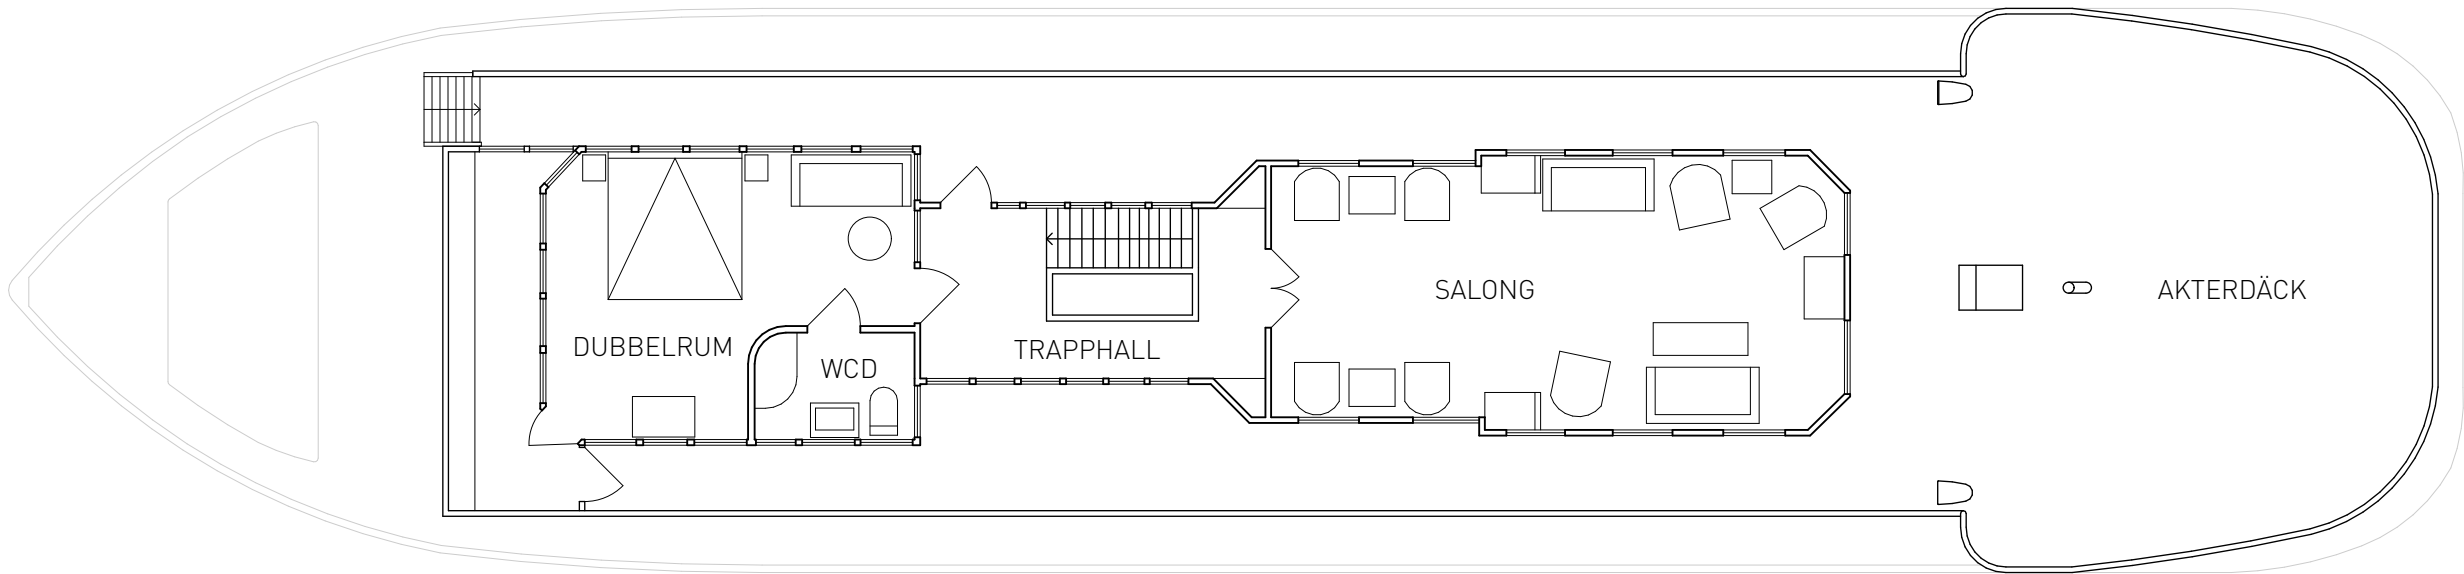 DUBBELRUM
WCD
TRAPPHALL
SALONG
AKTERDÄCK